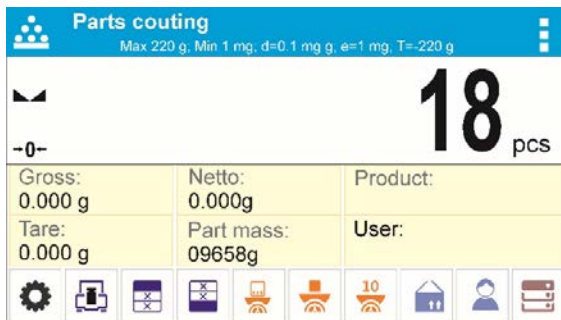 Parts couting
Max 220 g, Min 1 mg, d=0.1 mg g, e=1 mg, T=-220 g
18 pcs
→0←
Gross:
0.000 g
Netto:
0.000g
Product:
Tare:
0.000 g
Part mass:
09658g
User:
10